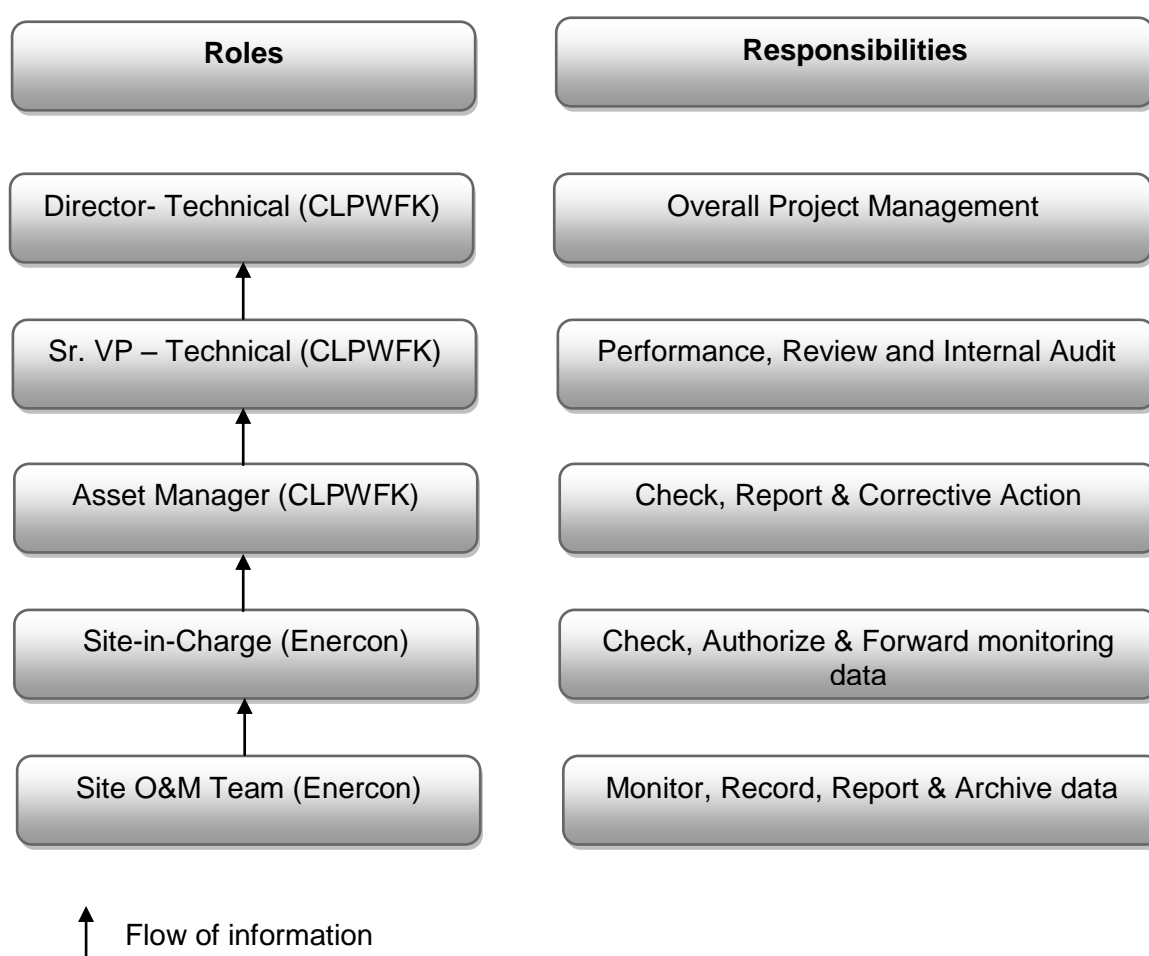 Roles
Responsibilities
Director- Technical (CLPWFK)
Overall Project Management
Sr. VP – Technical (CLPWFK)
Performance, Review and Internal Audit
Asset Manager (CLPWFK)
Check, Report & Corrective Action
Site-in-Charge (Enercon)
Check, Authorize & Forward monitoring
data
Site O&M Team (Enercon)
Monitor, Record, Report & Archive data
Flow of information